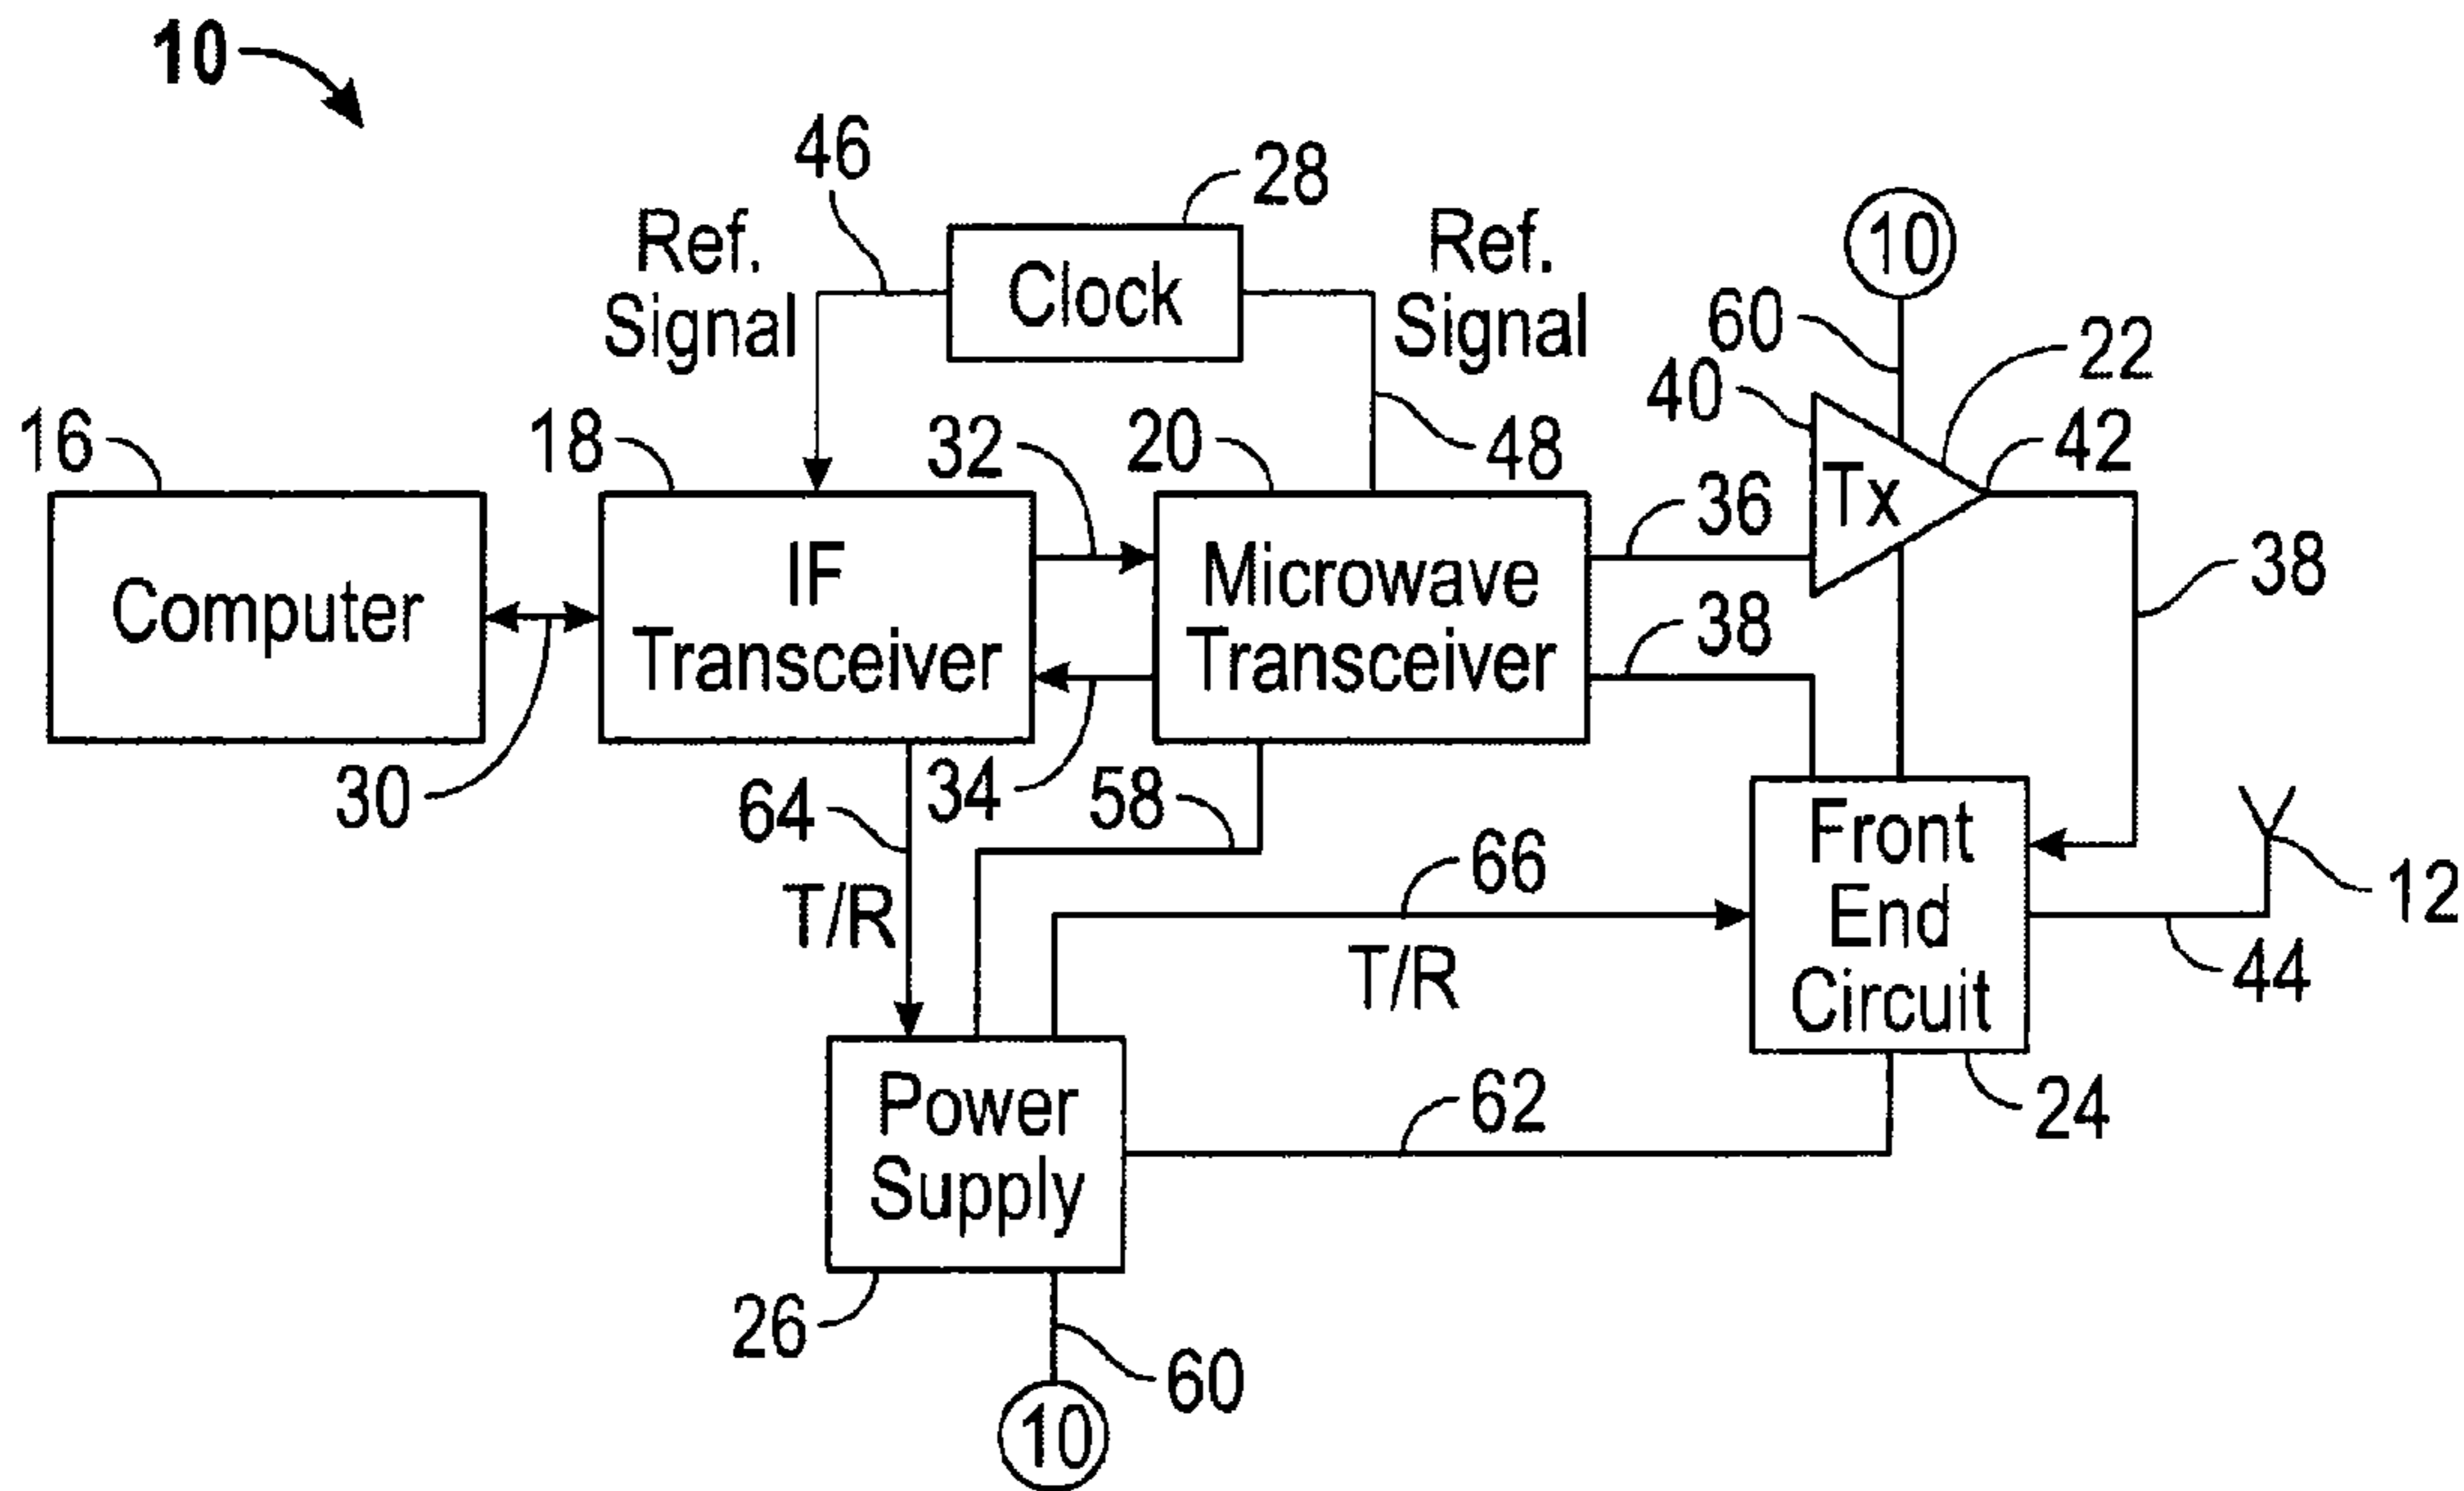 10
46
28
Ref.
Signal
Clock
Ref.
Signal
10
60
22
40
16
18
32
20
48
42
Tx
36
38
Computer
IF
Transceiver
Microwave
Transceiver
38
30
64
34
58
T/R
66
T/R
Front
End
Circuit
12
44
Power
Supply
62
24
26
60
10